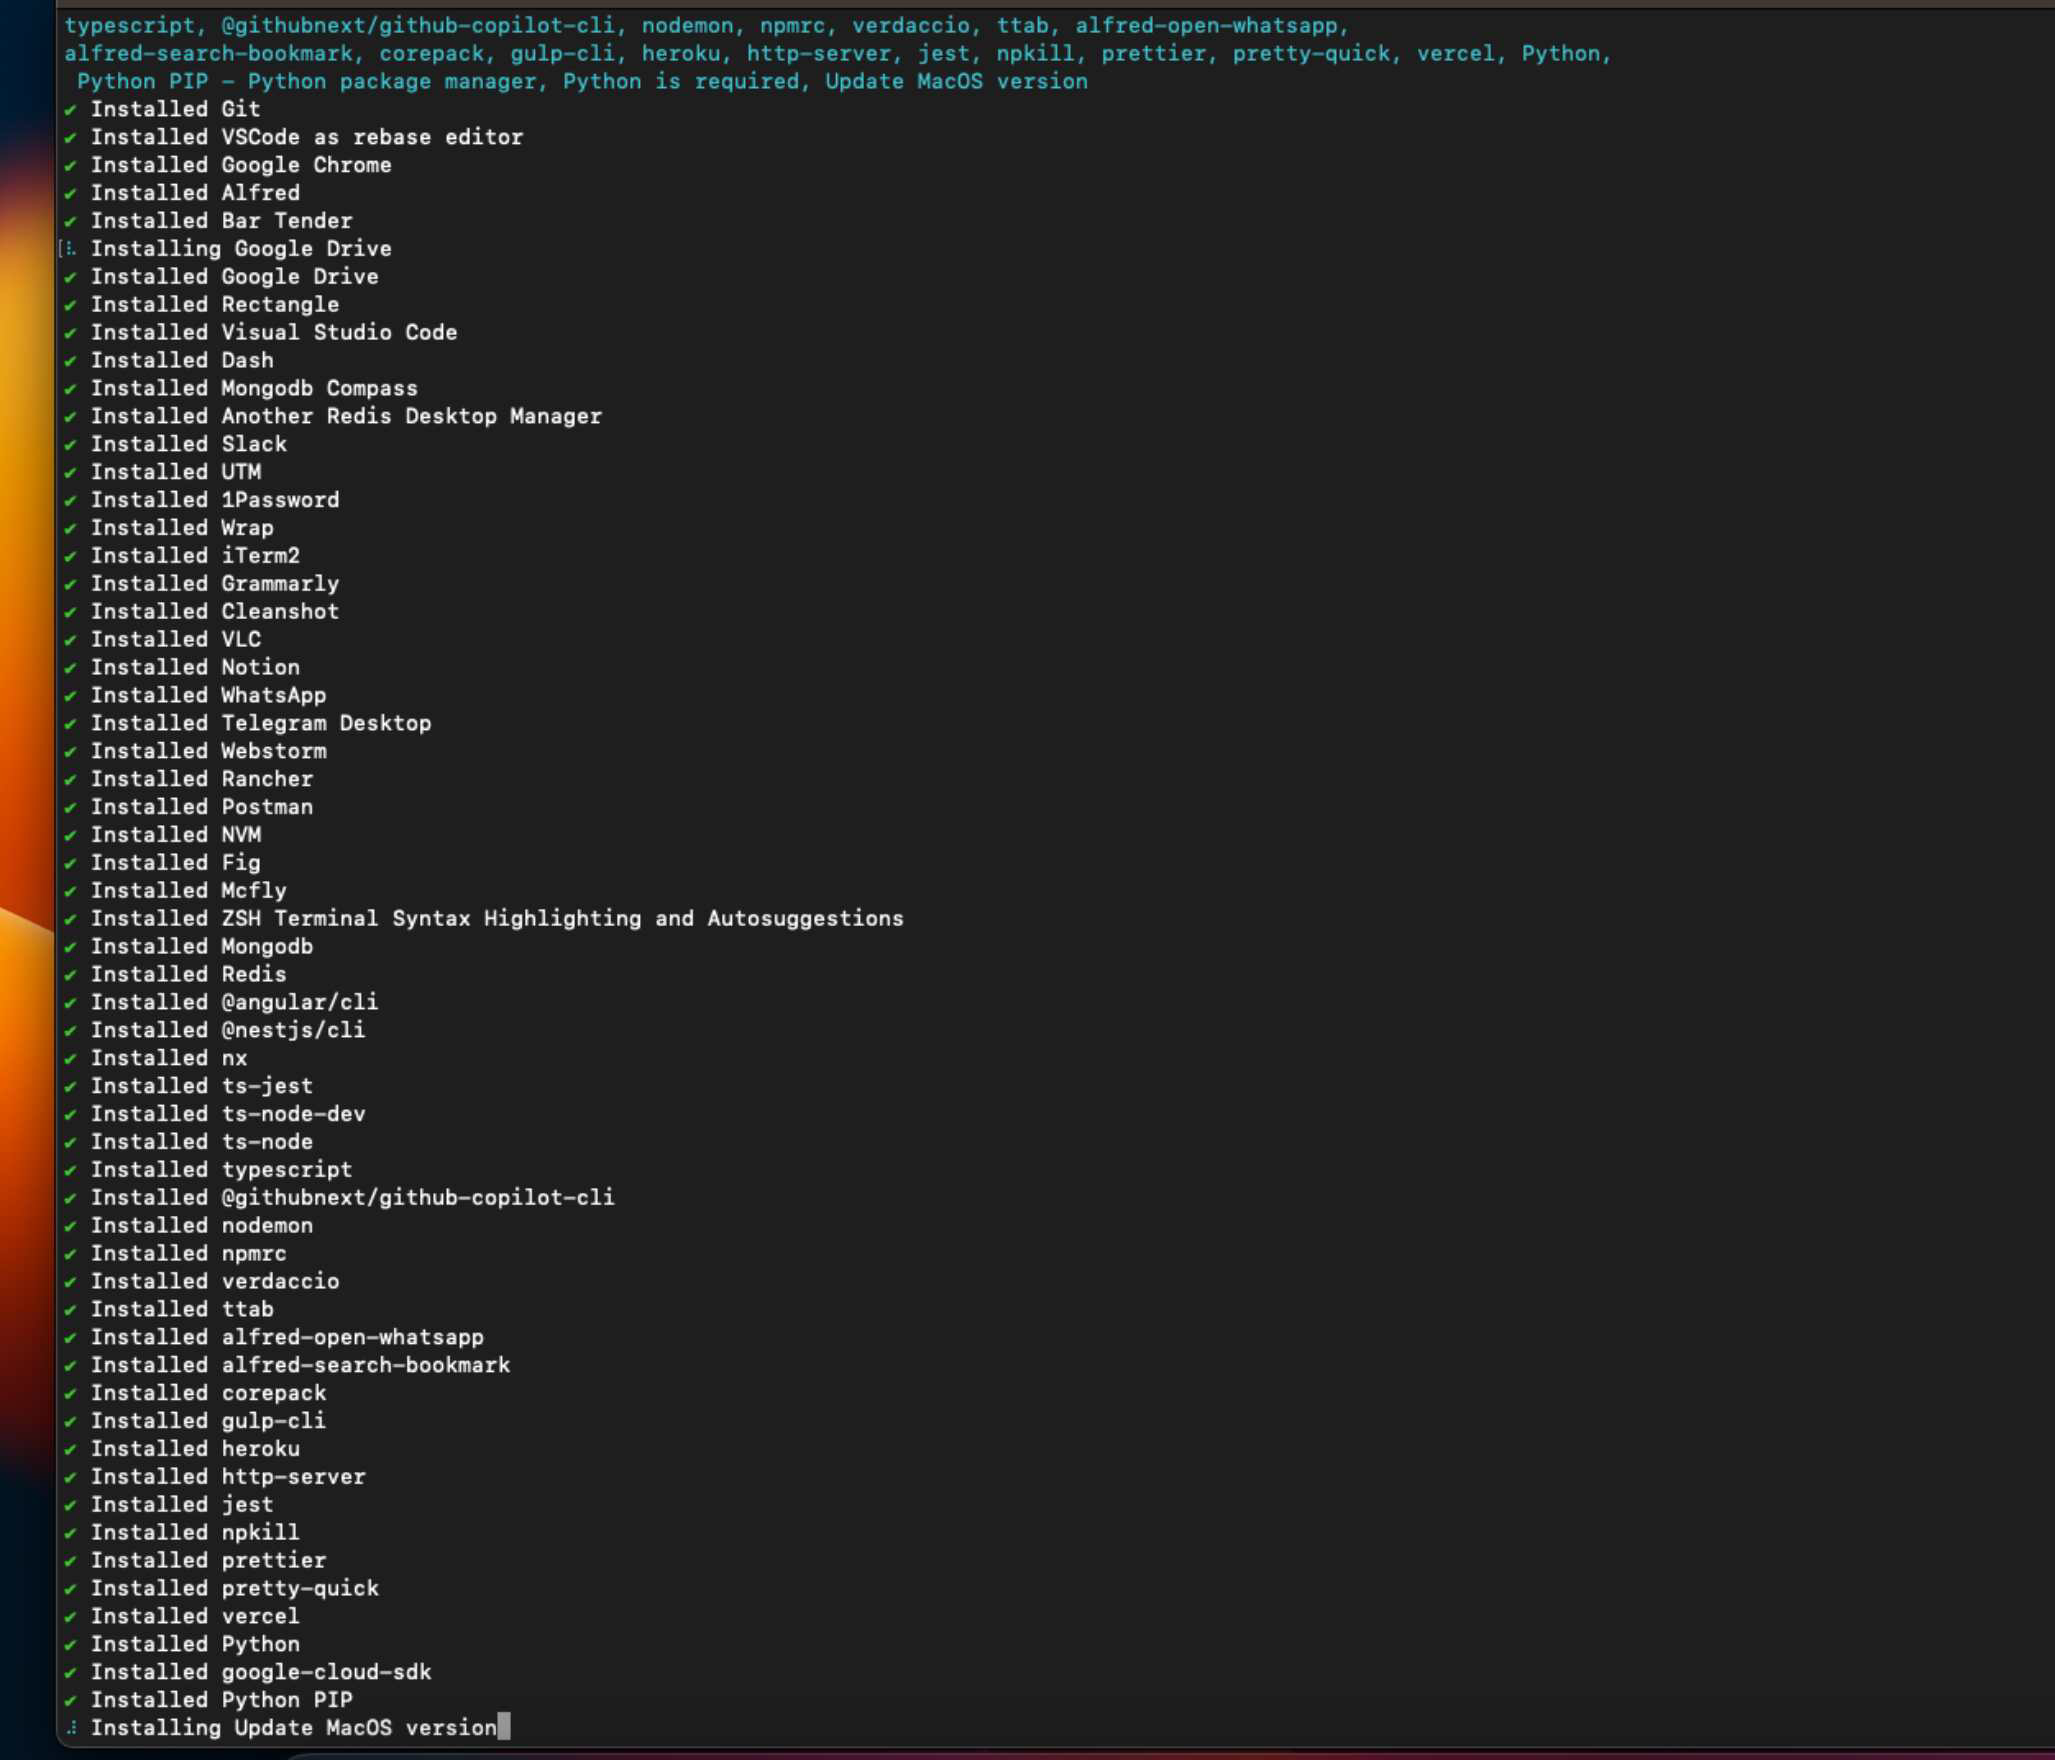 typescript, @githubnext/github-copilot-cli, nodemon, npmrc, verdaccio, ttab, alfred-open-whatsapp,
alfred-search-bookmark, corepack, gulp-cli, heroku, http-server, jest, npkill, prettier, pretty-quick, vercel, Python,
Python PIP – Python package manager, Python is required, Update MacOS version
✔ Installed Git
✔ Installed VSCode as rebase editor
✔ Installed Google Chrome
✔ Installed Alfred
✔ Installed Bar Tender
[⠧ Installing Google Drive
✔ Installed Google Drive
✔ Installed Rectangle
✔ Installed Visual Studio Code
✔ Installed Dash
✔ Installed Mongodb Compass
✔ Installed Another Redis Desktop Manager
✔ Installed Slack
✔ Installed UTM
✔ Installed 1Password
✔ Installed Wrap
✔ Installed iTerm2
✔ Installed Grammarly
✔ Installed Cleanshot
✔ Installed VLC
✔ Installed Notion
✔ Installed WhatsApp
✔ Installed Telegram Desktop
✔ Installed Webstorm
✔ Installed Rancher
✔ Installed Postman
✔ Installed NVM
✔ Installed Fig
✔ Installed Mcfly
✔ Installed ZSH Terminal Syntax Highlighting and Autosuggestions
✔ Installed Mongodb
✔ Installed Redis
✔ Installed @angular/cli
✔ Installed @nestjs/cli
✔ Installed nx
✔ Installed ts-jest
✔ Installed ts-node-dev
✔ Installed ts-node
✔ Installed typescript
✔ Installed @githubnext/github-copilot-cli
✔ Installed nodemon
✔ Installed npmrc
✔ Installed verdaccio
✔ Installed ttab
✔ Installed alfred-open-whatsapp
✔ Installed alfred-search-bookmark
✔ Installed corepack
✔ Installed gulp-cli
✔ Installed heroku
✔ Installed http-server
✔ Installed jest
✔ Installed npkill
✔ Installed prettier
✔ Installed pretty-quick
✔ Installed vercel
✔ Installed Python
✔ Installed google-cloud-sdk
✔ Installed Python PIP
⠼ Installing Update MacOS version